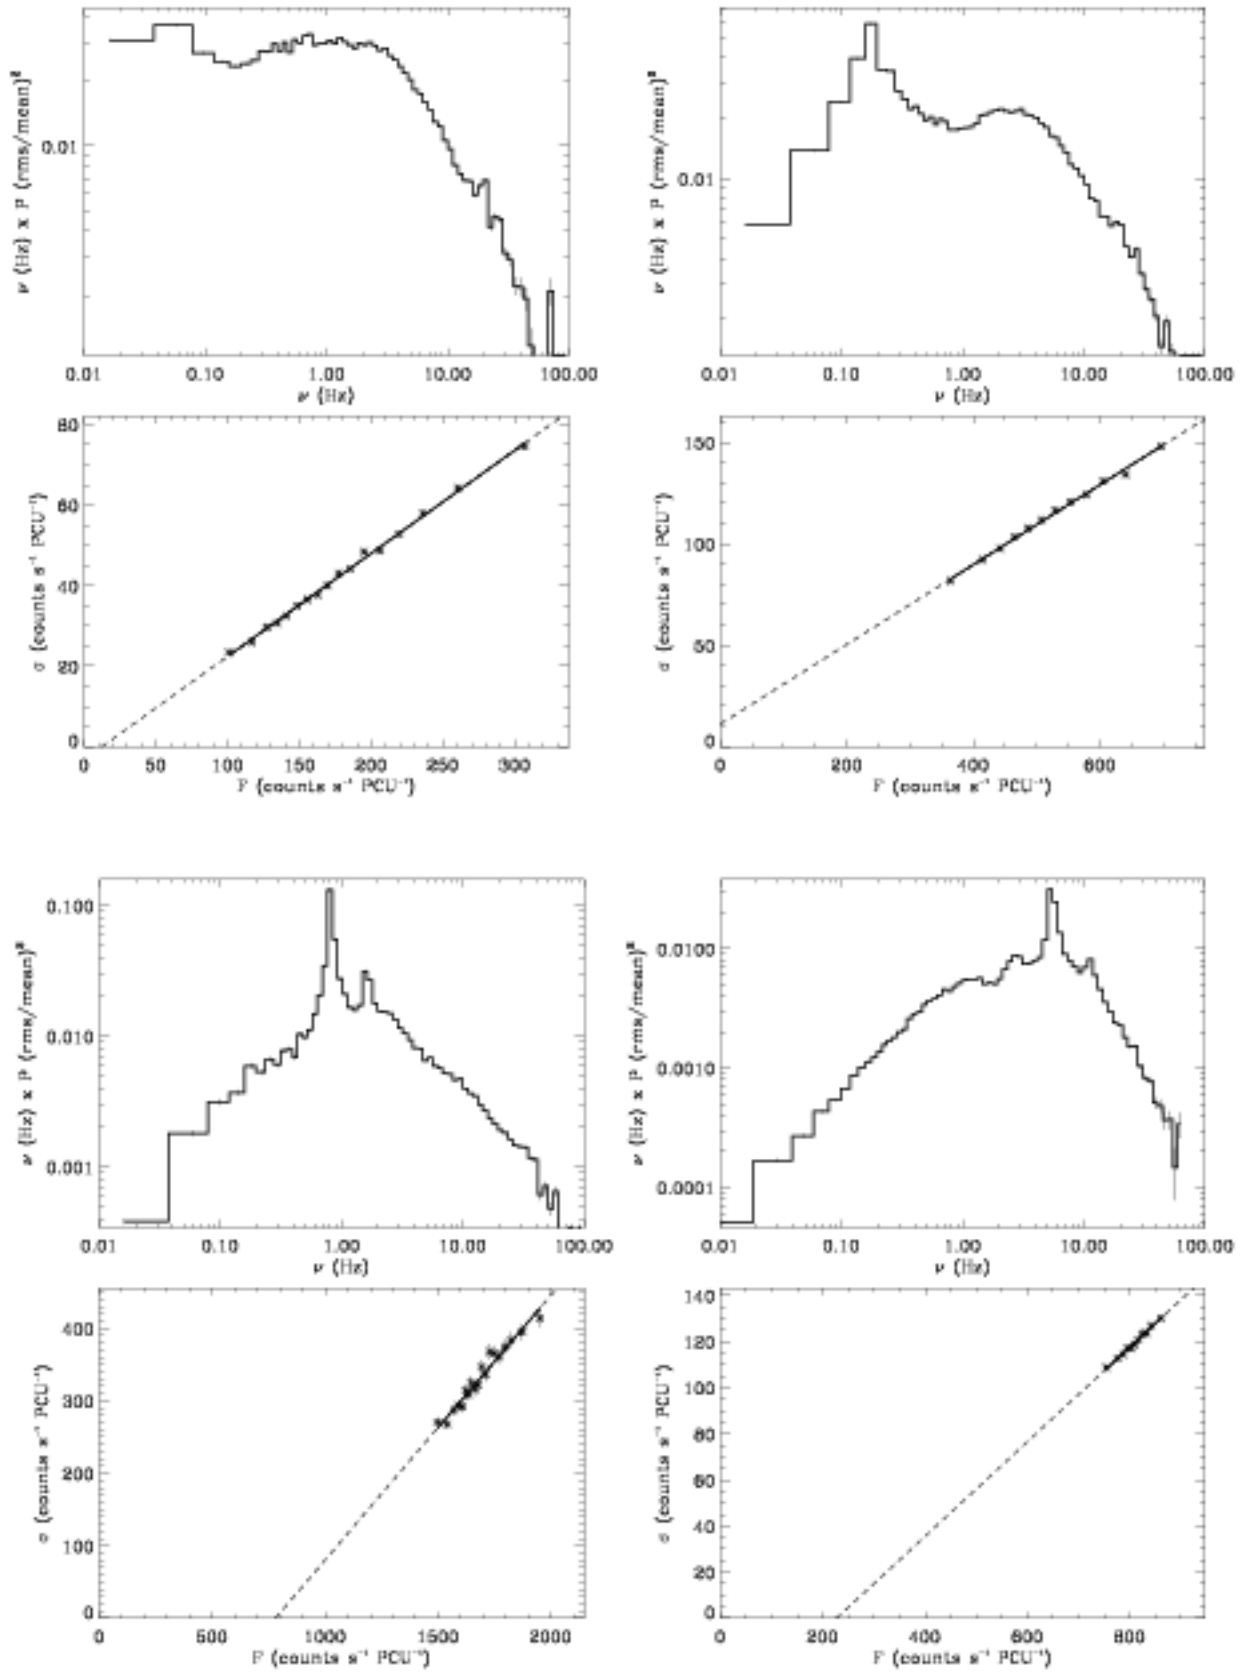 ν (Hz) x P (rms/mean)²
0.01
0.01 0.10 1.00 10.00 100.00
ν (Hz)
ν (Hz) x P (rms/mean)²
0.01
0.01 0.10 1.00 10.00 100.00
ν (Hz)
σ (counts s⁻¹ PCU⁻¹)
80
60
40
20
0
0 50 100 150 200 250 300
F (counts s⁻¹ PCU⁻¹)
σ (counts s⁻¹ PCU⁻¹)
150
100
50
0
0 200 400 600
F (counts s⁻¹ PCU⁻¹)
ν (Hz) x P (rms/mean)²
0.100
0.010
0.001
0.01 0.10 1.00 10.00 100.00
ν (Hz)
ν (Hz) x P (rms/mean)²
0.0100
0.0010
0.0001
0.01 0.10 1.00 10.00 100.00
ν (Hz)
σ (counts s⁻¹ PCU⁻¹)
400
300
200
100
0
0 500 1000 1500 2000
F (counts s⁻¹ PCU⁻¹)
σ (counts s⁻¹ PCU⁻¹)
140
120
100
80
60
40
20
0
0 200 400 600 800
F (counts s⁻¹ PCU⁻¹)